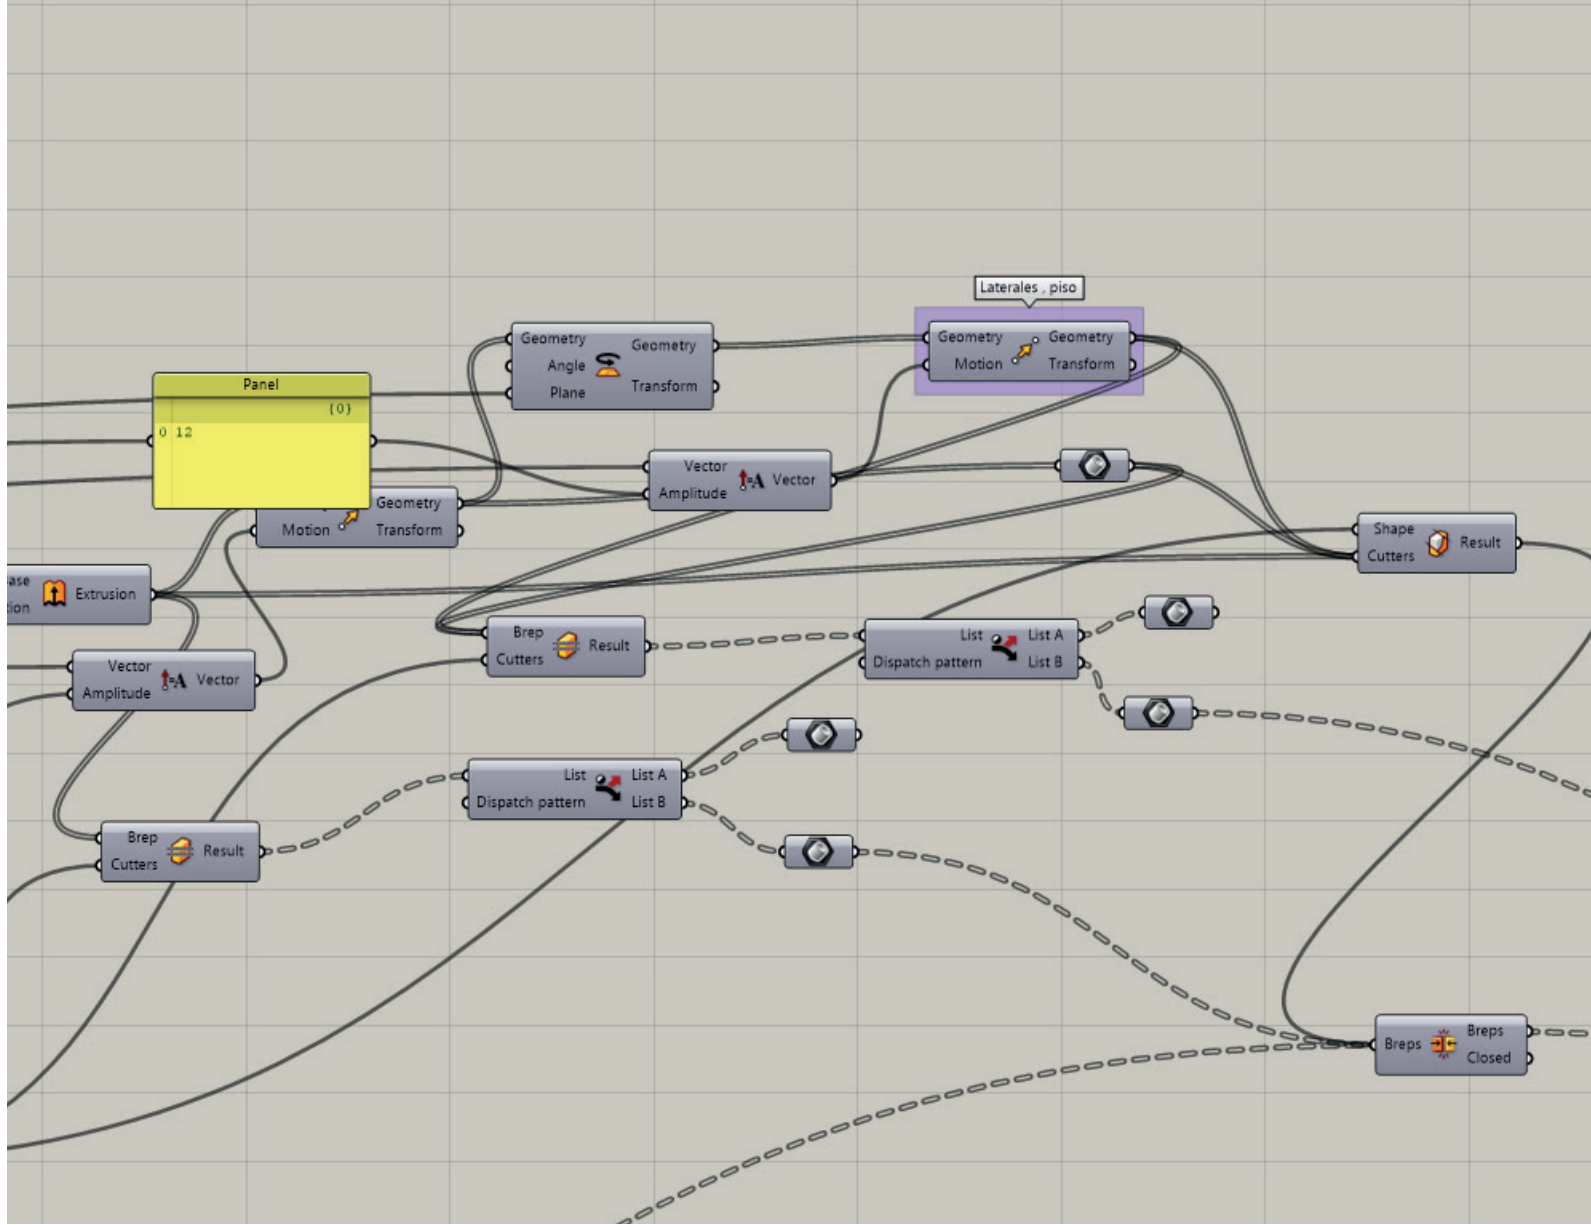 Laterales , piso
Geometry
Angle
Plane
Geometry
Transform
Geometry
Motion
Geometry
Transform
Panel
{0}
0 12
Vector
Amplitude
Vector
Motion
Geometry
Transform
Shape
Cutters
Result
ase
tion
Extrusion
Brep
Cutters
Result
List
Dispatch pattern
List A
List B
Vector
Amplitude
Vector
List
Dispatch pattern
List A
List B
Brep
Cutters
Result
Breps
Breps
Closed